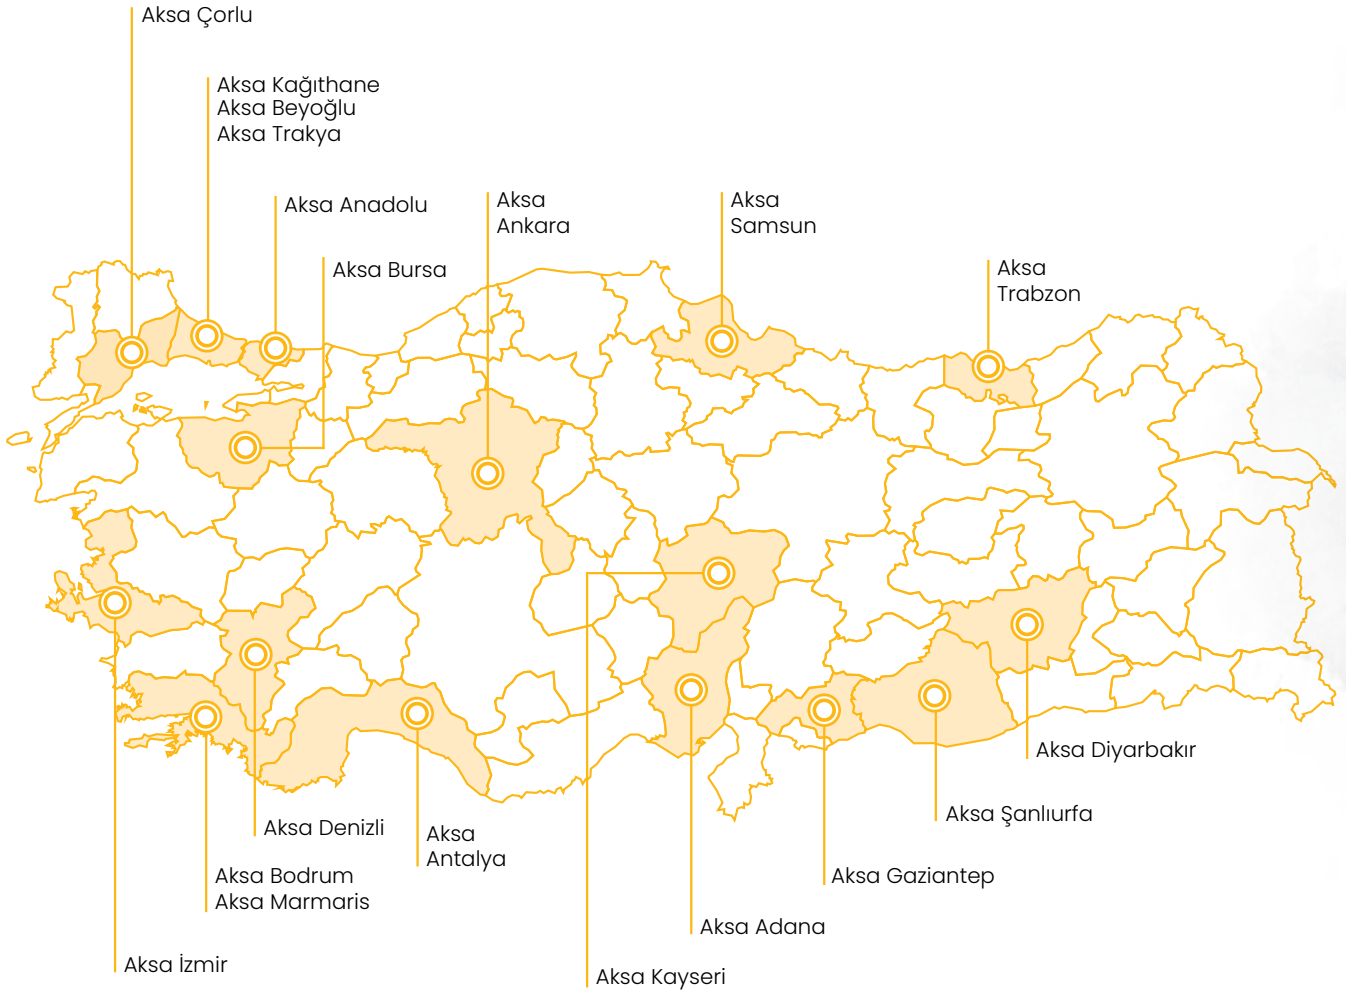 Aksa Çorlu
Aksa Kağıthane
Aksa Beyoğlu
Aksa Trakya
Aksa Anadolu
Aksa
Ankara
Aksa
Samsun
Aksa Bursa
Aksa
Trabzon
Aksa Diyarbakır
Aksa Şanlıurfa
Aksa Denizli
Aksa
Antalya
Aksa Bodrum
Aksa Marmaris
Aksa Gaziantep
Aksa Adana
Aksa İzmir
Aksa Kayseri